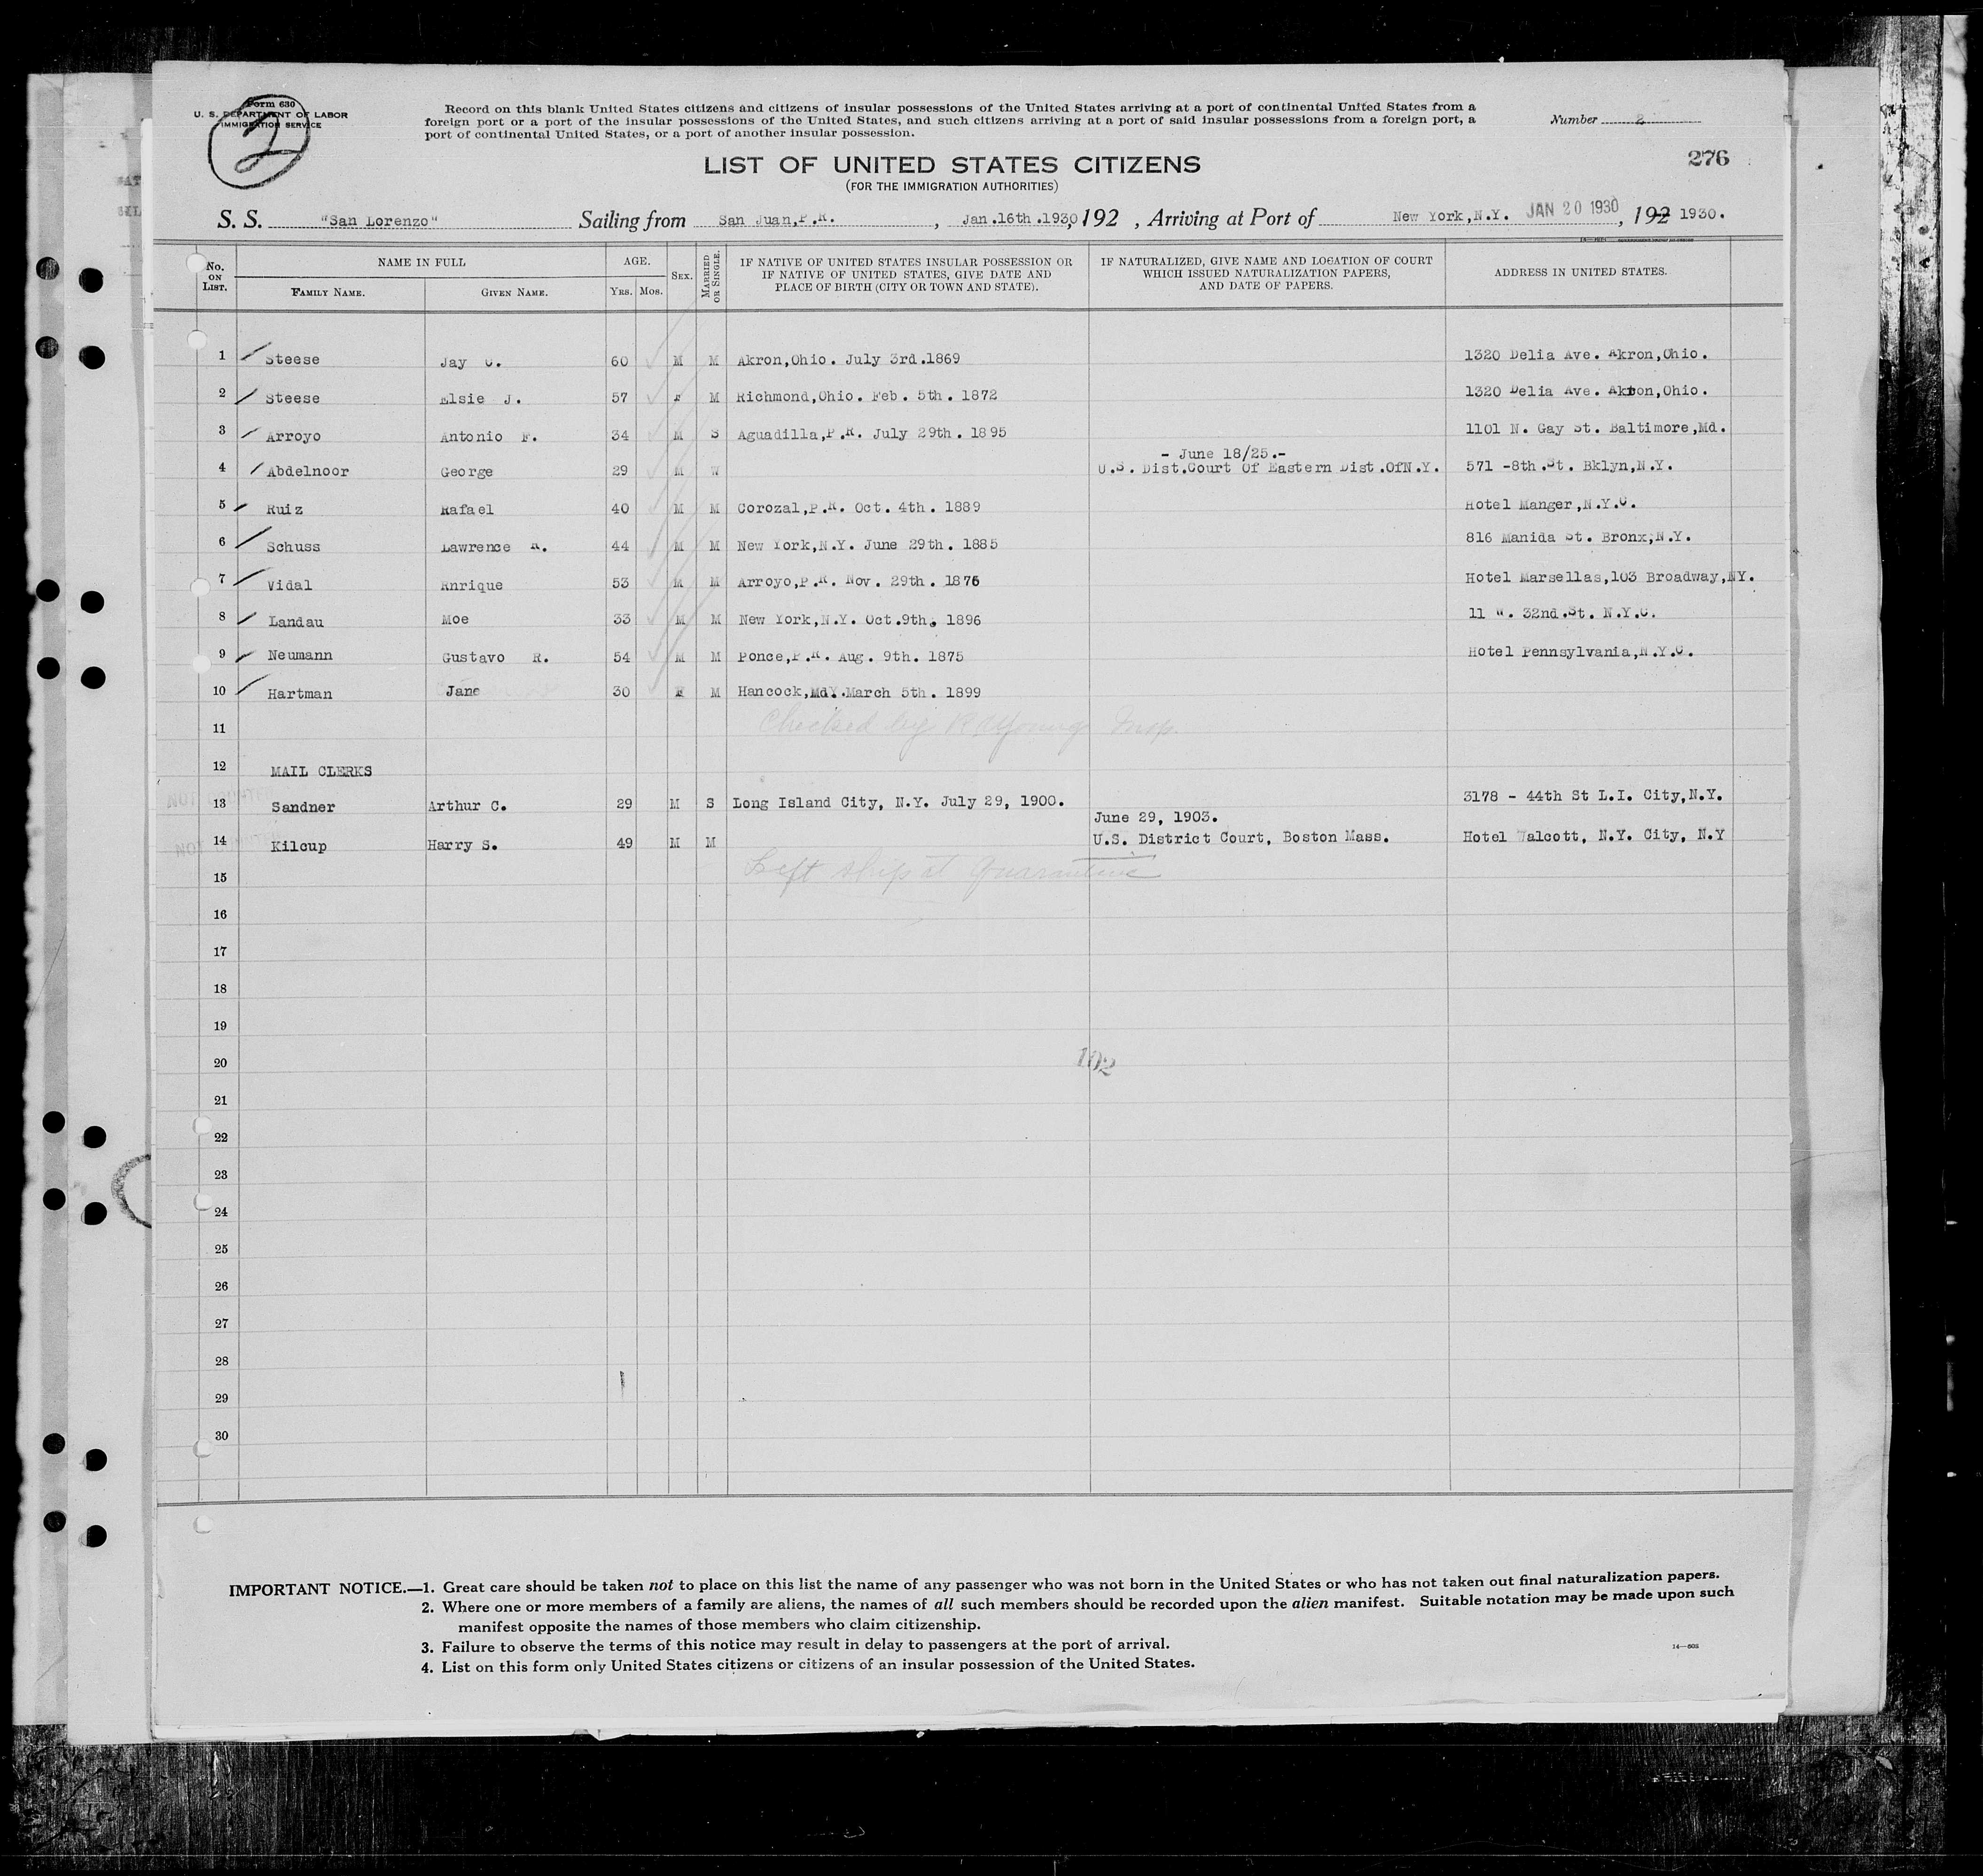 Form 630
U. S. DEPARTMENT OF LABOR
IMMIGRATION SERVICE
2
Record on this blank United States citizens and citizens of insular possessions of the United States arriving at a port of continental United States from a
foreign port or a port of the insular possessions of the United States, and such citizens arriving at a port of said insular possessions from a foreign port, a
port of continental United States, or a port of another insular possession.
Number 2
276
LIST OF UNITED STATES CITIZENS
(FOR THE IMMIGRATION AUTHORITIES)
S. S. "San Lorenzo" Sailing from San Juan,P.R. , Jan.16th.1930, 192 , Arriving at Port of New York,N.Y. JAN 20 1930 , 192 1930.
No. ON LIST. NAME IN FULL AGE. SEX. MARRIED OR SINGLE. IF NATIVE OF UNITED STATES INSULAR POSSESSION OR IF NATIVE OF UNITED STATES, GIVE DATE AND PLACE OF BIRTH (CITY OR TOWN AND STATE). IF NATURALIZED, GIVE NAME AND LOCATION OF COURT WHICH ISSUED NATURALIZATION PAPERS, AND DATE OF PAPERS. ADDRESS IN UNITED STATES.
FAMILY NAME. GIVEN NAME. YRS. MOS.
1 Steese Jay C. 60 M M Akron,Ohio. July 3rd.1869 1320 Delia Ave. Akron,Ohio.
2 Steese Elsie J. 57 F M Richmond,Ohio. Feb. 5th. 1872 1320 Delia Ave. Akron,Ohio.
3 Arroyo Antonio F. 34 M S Aguadilla,P.R. July 29th. 1895 1101 N. Gay St. Baltimore,Md.
- June 18/25.-
4 Abdelnoor George 29 M W U.S. Dist.Court Of Eastern Dist.OfN.Y. 571 -8th.St. Bklyn,N.Y.
5 Ruiz Rafael 40 M M Corozal,P.R. Oct. 4th. 1889 Hotel Manger,N.Y.C.
6 Schuss Lawrence R. 44 M M New York,N.Y. June 29th. 1885 816 Manida St. Bronx,N.Y.
7 Vidal Enrique 53 M M Arroyo,P.R. Nov. 29th. 1876 Hotel Marsellas,103 Broadway,NY.
8 Landau Moe 33 M M New York,N.Y. Oct.9th. 1896 11 W. 32nd.St. N.Y.C.
9 Neumann Gustavo R. 54 M M Ponce,P.R. Aug. 9th. 1875 Hotel Pennsylvania,N.Y.C.
10 Hartman Jane 30 F M Hancock,Md.March 5th. 1899
11 Checked by R A Young Insp.
12 MAIL CLERKS
13 Sandner Arthur C. 29 M S Long Island City, N.Y. July 29, 1900. 3178 - 44th St L.I. City,N.Y.
June 29, 1903.
14 Kilcup Harry S. 49 M M U.S. District Court, Boston Mass. Hotel Walcott, N.Y. City, N.Y
15 Left ship at Quarantine
16
17
18
19
20 102
21
22
23
24
25
26
27
28
29
30
IMPORTANT NOTICE.—1. Great care should be taken not to place on this list the name of any passenger who was not born in the United States or who has not taken out final naturalization papers.
2. Where one or more members of a family are aliens, the names of all such members should be recorded upon the alien manifest. Suitable notation may be made upon such
manifest opposite the names of those members who claim citizenship.
3. Failure to observe the terms of this notice may result in delay to passengers at the port of arrival.
4. List on this form only United States citizens or citizens of an insular possession of the United States.